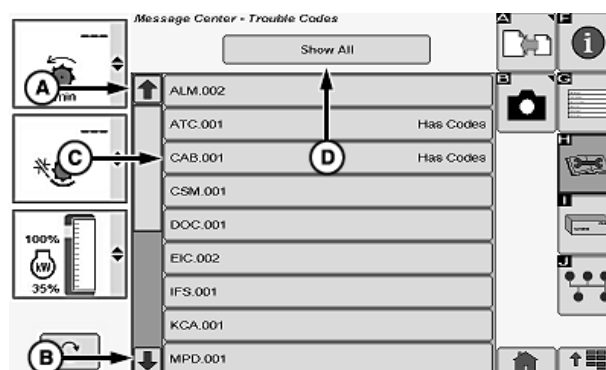 Message Center - Trouble Codes
Show All
---
A
min
ALM.002
ATC.001 Has Codes
---
C
CAB.001 Has Codes
D
CSM.001
DOC.001
100%
kW
35%
EIC.002
IFS.001
KCA.001
B
MPD.001
A
F
B
G
H
I
J